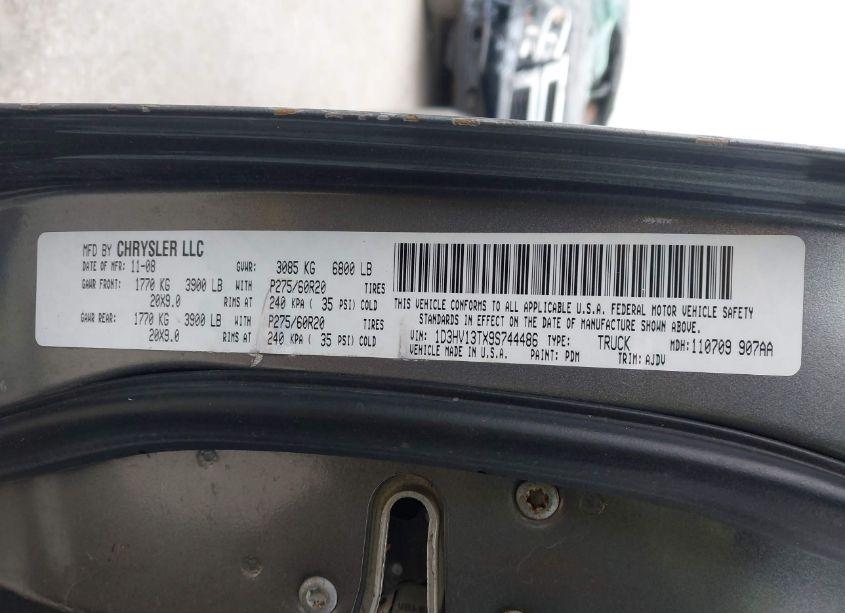 MFD BY CHRYSLER LLC
DATE OF MFR: 11-08 GVWR: 3085 KG 6800 LB
GAWR FRONT: 1770 KG 3900 LB WITH P275/60R20 TIRES
20X9.0 RIMS AT 240 KPA ( 35 PSI) COLD
GAWR REAR: 1770 KG 3900 LB WITH P275/60R20 TIRES
20X9.0 RIMS AT 240 KPA ( 35 PSI) COLD
THIS VEHICLE CONFORMS TO ALL APPLICABLE U.S.A. FEDERAL MOTOR VEHICLE SAFETY
STANDARDS IN EFFECT ON THE DATE OF MANUFACTURE SHOWN ABOVE.
VIN: 1D3HV13TX9S744486 TYPE: TRUCK MDH: 110709 907AA
VEHICLE MADE IN U.S.A. PAINT: PDM TRIM: AJDV